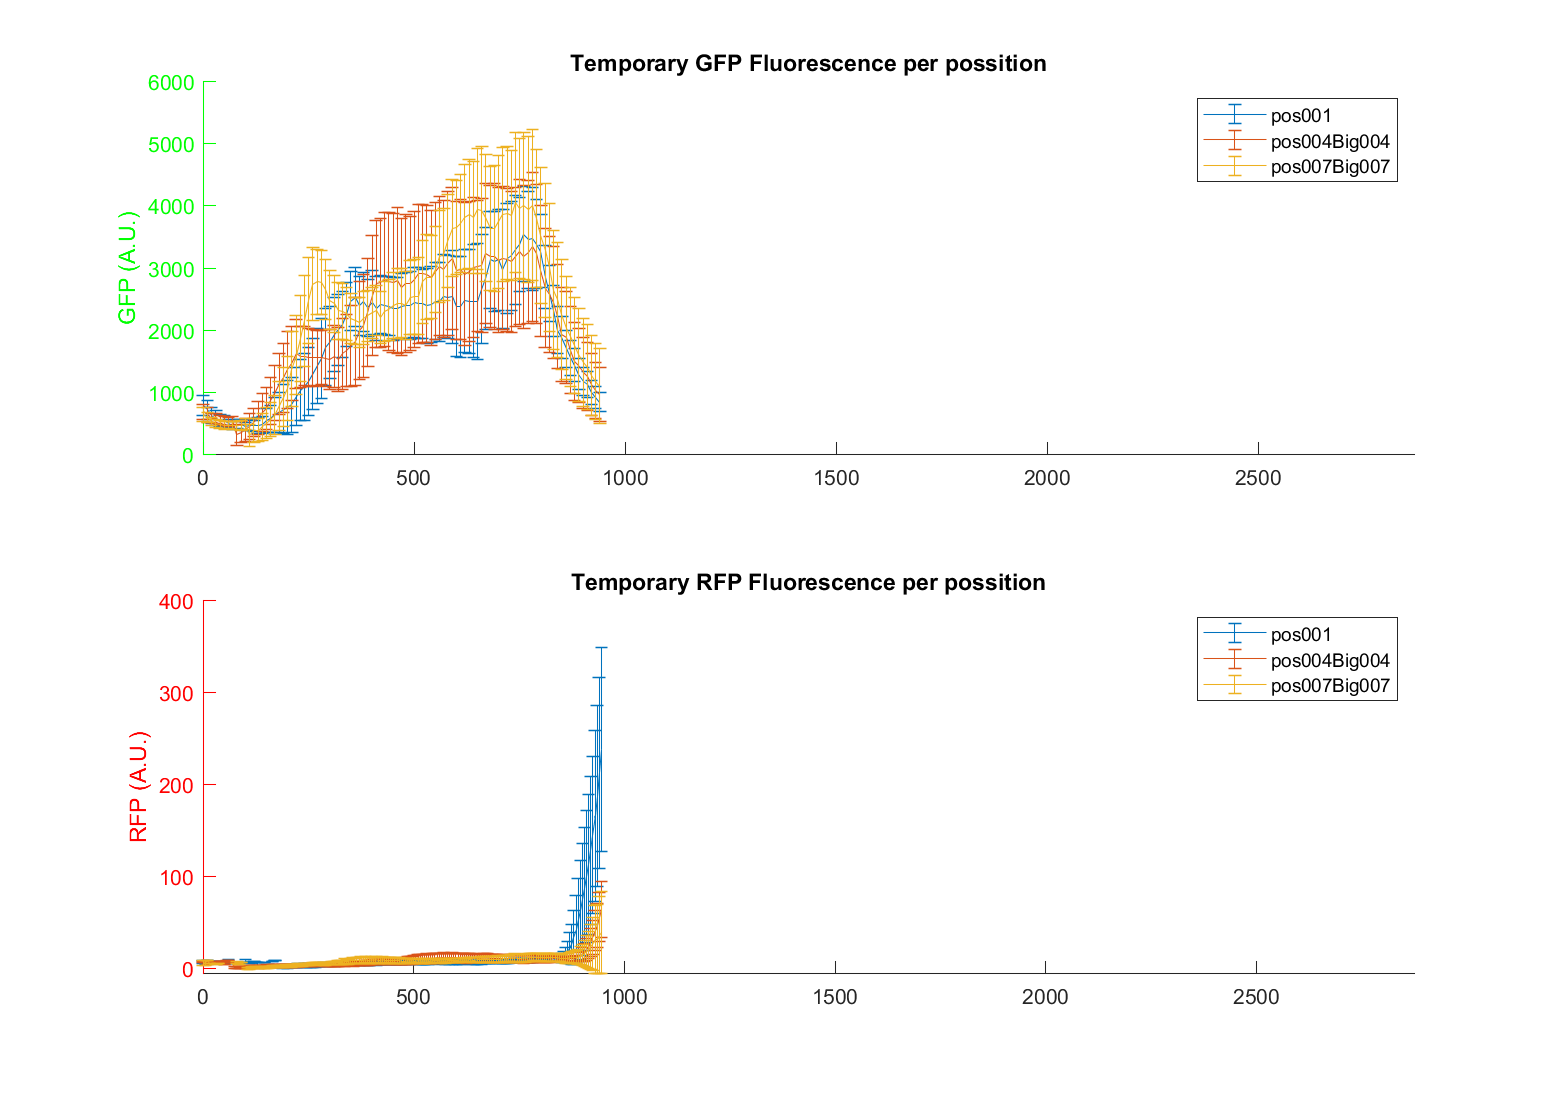 Temporary GFP Fluorescence per possition
6000
5000
4000
3000
2000
1000
0
GFP (A.U.)
0 500 1000 1500 2000 2500
pos001
pos004Big004
pos007Big007
Temporary RFP Fluorescence per possition
400
300
200
100
0
RFP (A.U.)
0 500 1000 1500 2000 2500
pos001
pos004Big004
pos007Big007